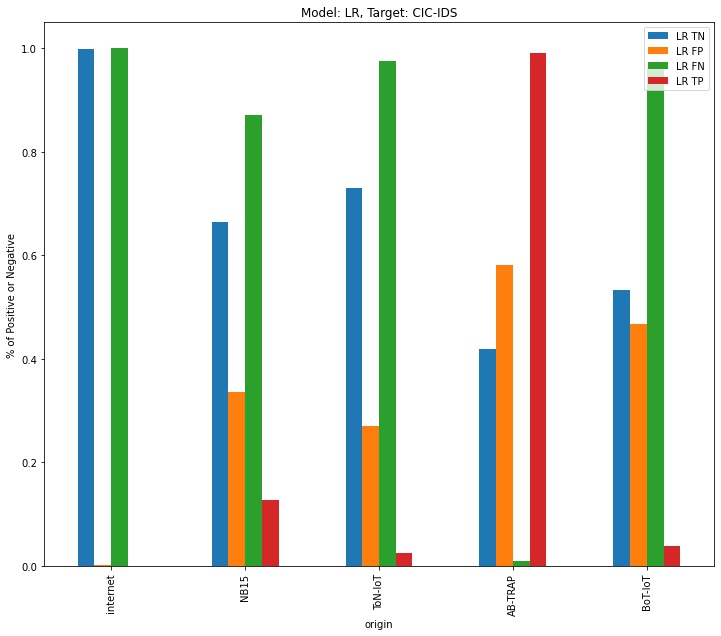 Model: LR, Target: CIC-IDS
LR TN
LR FP
LR FN
LR TP
% of Positive or Negative
1.0
0.8
0.6
0.4
0.2
0.0
internet
NB15
ToN-IoT
AB-TRAP
BoT-IoT
origin